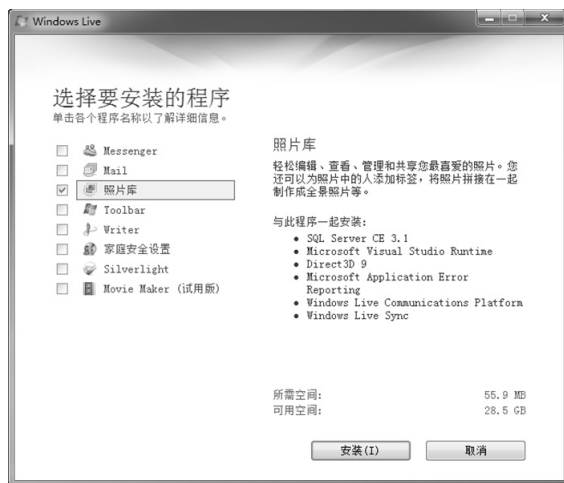 Windows Live
选择要安装的程序
单击各个程序名称以了解详细信息。
Messenger
Mail
照片库
Toolbar
Writer
家庭安全设置
Silverlight
Movie Maker (试用版)
照片库
轻松编辑、查看、管理和共享您最喜爱的照片。您
还可以为照片中的人添加标签，将照片拼接在一起
制作成全景照片等。
与此程序一起安装:
• SQL Server CE 3.1
• Microsoft Visual Studio Runtime
• Direct3D 9
• Microsoft Application Error
Reporting
• Windows Live Communications Platform
• Windows Live Sync
所需空间: 55.9 MB
可用空间: 28.5 GB
安装(I) 取消